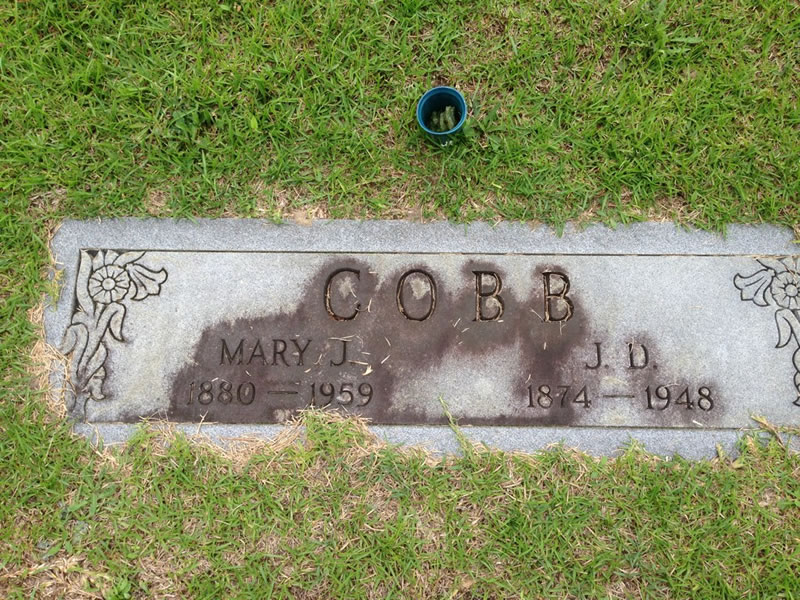 COBB
MARY J. J. D.
1880 — 1959 1874 — 1948